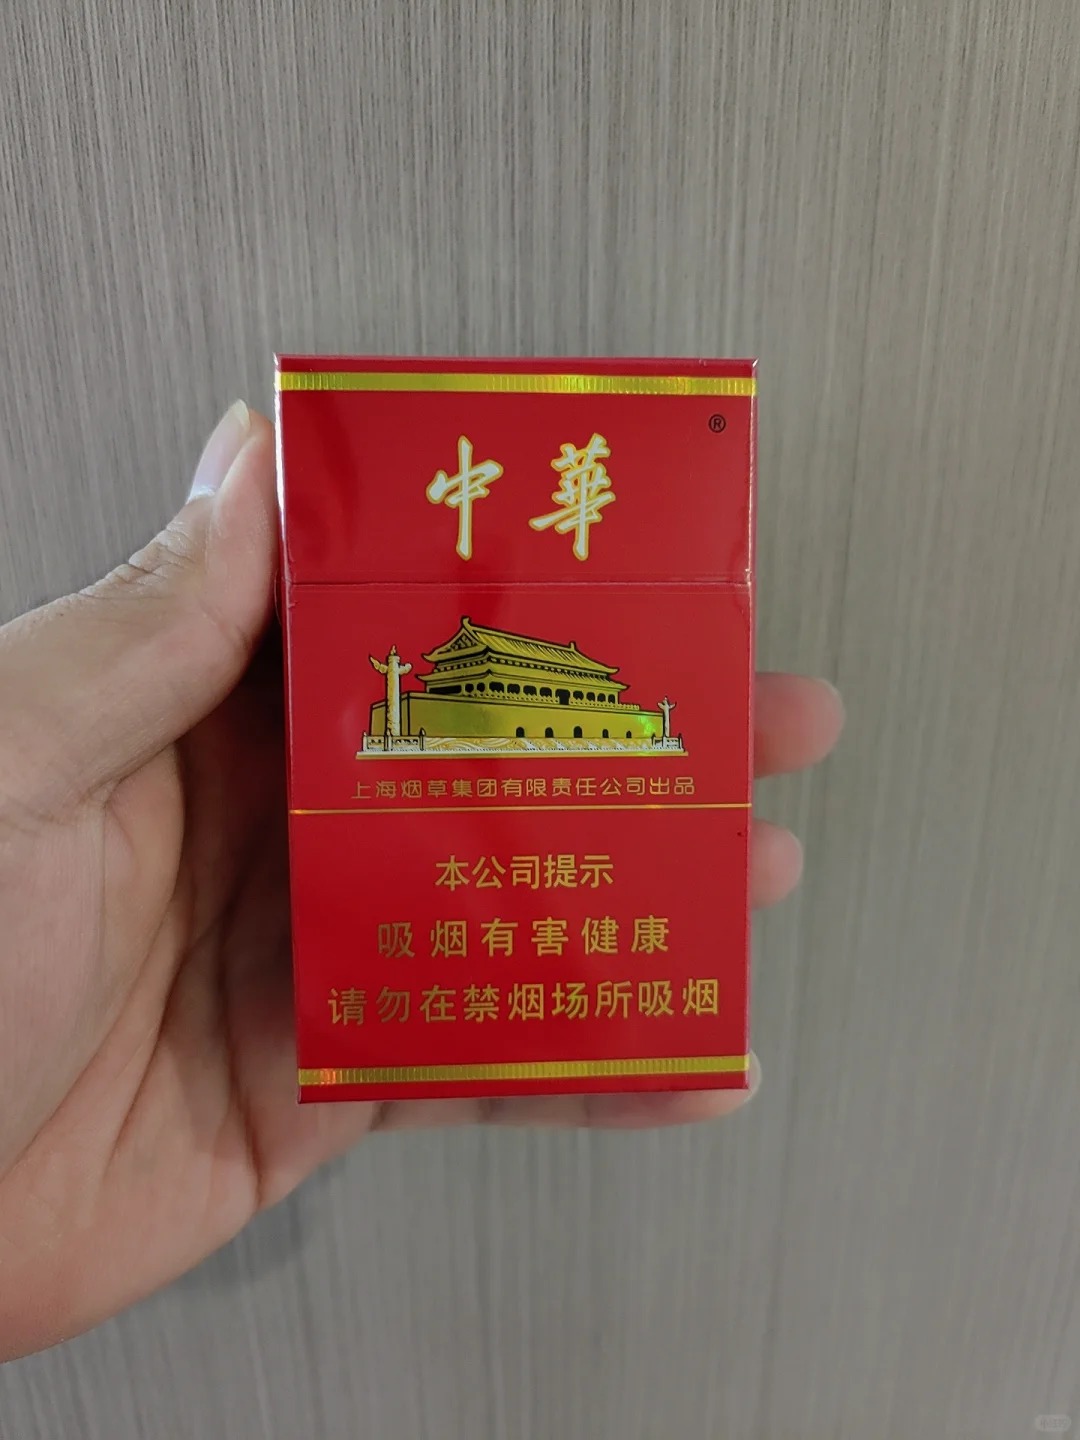 中華
®
上海烟草集团有限责任公司出品
本公司提示
吸烟有害健康
请勿在禁烟场所吸烟